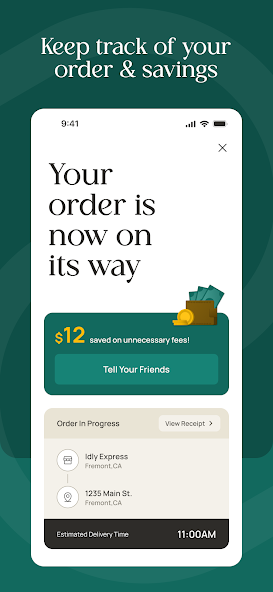 Keep track of your
order & savings
9:41
Your
order is
now on
its way
$12 saved on unnecessary fees!
Tell Your Friends
Order In Progress View Receipt >
Idly Express
Fremont,CA
1235 Main St.
Fremont,CA
Estimated Delivery Time 11:00AM